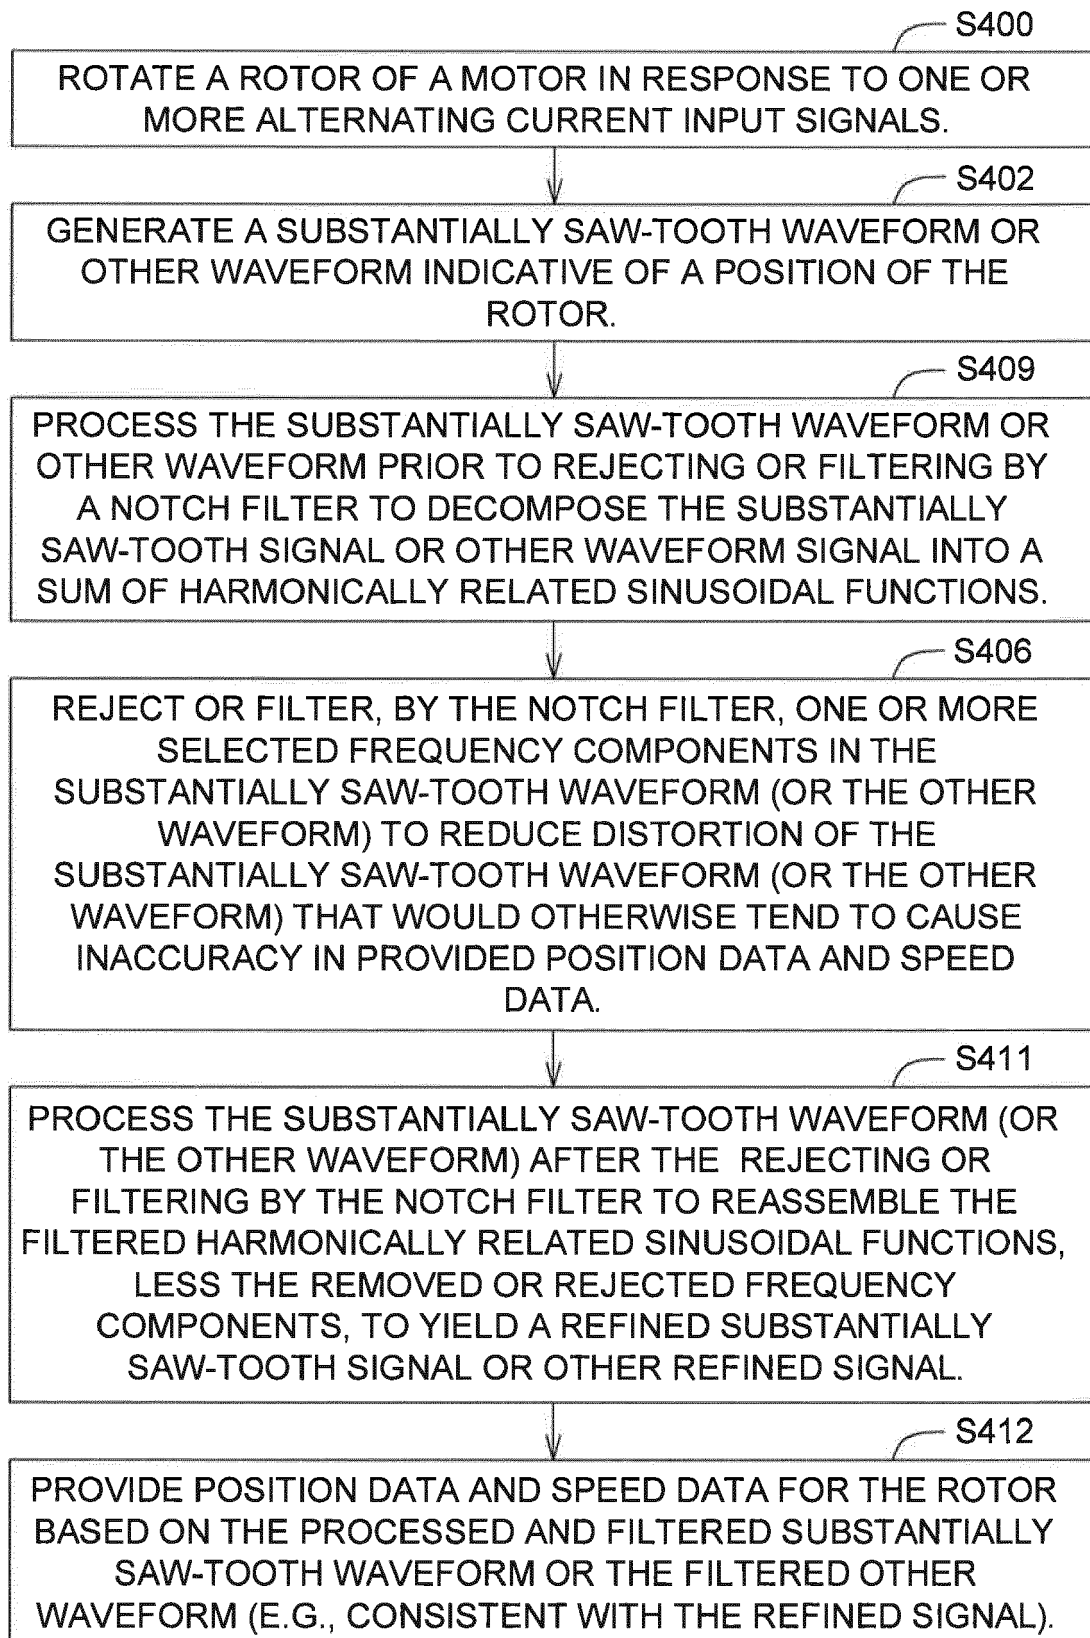 S400
ROTATE A ROTOR OF A MOTOR IN RESPONSE TO ONE OR
MORE ALTERNATING CURRENT INPUT SIGNALS.
S402
GENERATE A SUBSTANTIALLY SAW-TOOTH WAVEFORM OR
OTHER WAVEFORM INDICATIVE OF A POSITION OF THE
ROTOR.
S409
PROCESS THE SUBSTANTIALLY SAW-TOOTH WAVEFORM OR
OTHER WAVEFORM PRIOR TO REJECTING OR FILTERING BY
A NOTCH FILTER TO DECOMPOSE THE SUBSTANTIALLY
SAW-TOOTH SIGNAL OR OTHER WAVEFORM SIGNAL INTO A
SUM OF HARMONICALLY RELATED SINUSOIDAL FUNCTIONS.
S406
REJECT OR FILTER, BY THE NOTCH FILTER, ONE OR MORE
SELECTED FREQUENCY COMPONENTS IN THE
SUBSTANTIALLY SAW-TOOTH WAVEFORM (OR THE OTHER
WAVEFORM) TO REDUCE DISTORTION OF THE
SUBSTANTIALLY SAW-TOOTH WAVEFORM (OR THE OTHER
WAVEFORM) THAT WOULD OTHERWISE TEND TO CAUSE
INACCURACY IN PROVIDED POSITION DATA AND SPEED
DATA.
S411
PROCESS THE SUBSTANTIALLY SAW-TOOTH WAVEFORM (OR
THE OTHER WAVEFORM) AFTER THE REJECTING OR
FILTERING BY THE NOTCH FILTER TO REASSEMBLE THE
FILTERED HARMONICALLY RELATED SINUSOIDAL FUNCTIONS,
LESS THE REMOVED OR REJECTED FREQUENCY
COMPONENTS, TO YIELD A REFINED SUBSTANTIALLY
SAW-TOOTH SIGNAL OR OTHER REFINED SIGNAL.
S412
PROVIDE POSITION DATA AND SPEED DATA FOR THE ROTOR
BASED ON THE PROCESSED AND FILTERED SUBSTANTIALLY
SAW-TOOTH WAVEFORM OR THE FILTERED OTHER
WAVEFORM (E.G., CONSISTENT WITH THE REFINED SIGNAL).